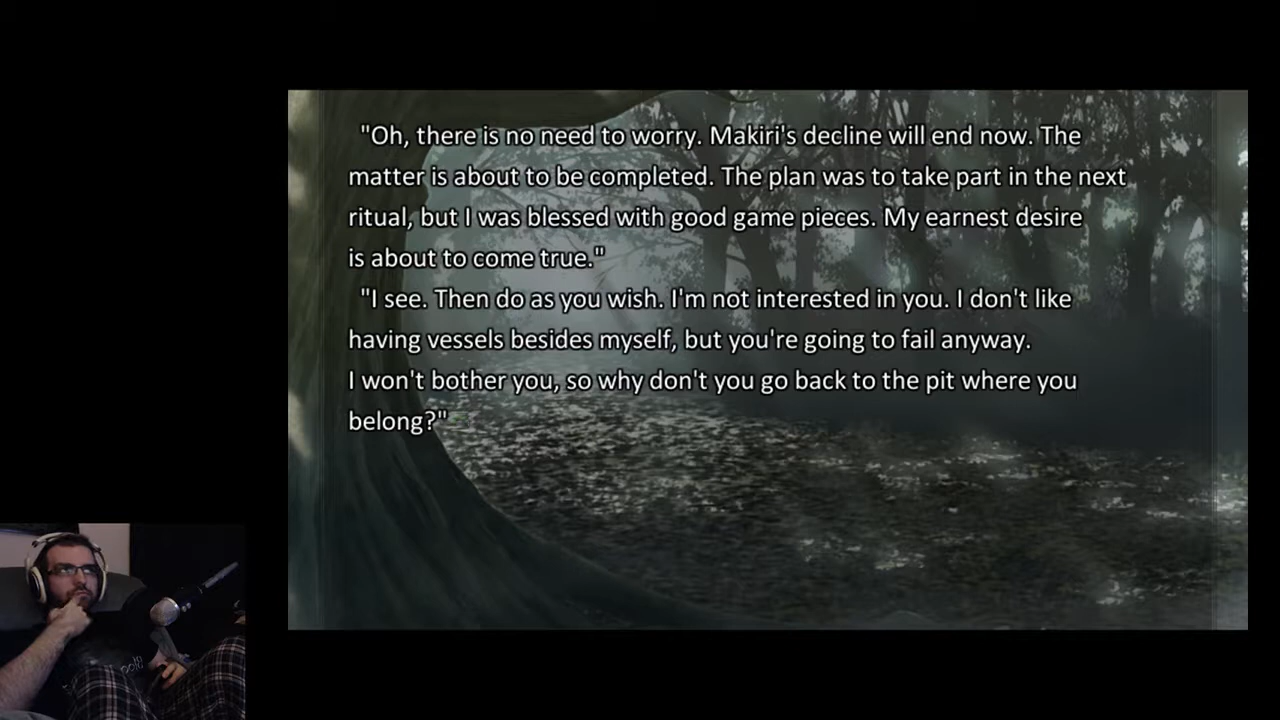 "Oh, there is no need to worry. Makiri's decline will end now. The
matter is about to be completed. The plan was to take part in the next
ritual, but I was blessed with good game pieces. My earnest desire
is about to come true."
"I see. Then do as you wish. I'm not interested in you. I don't like
having vessels besides myself, but you're going to fail anyway.
I won't bother you, so why don't you go back to the pit where you
belong?"